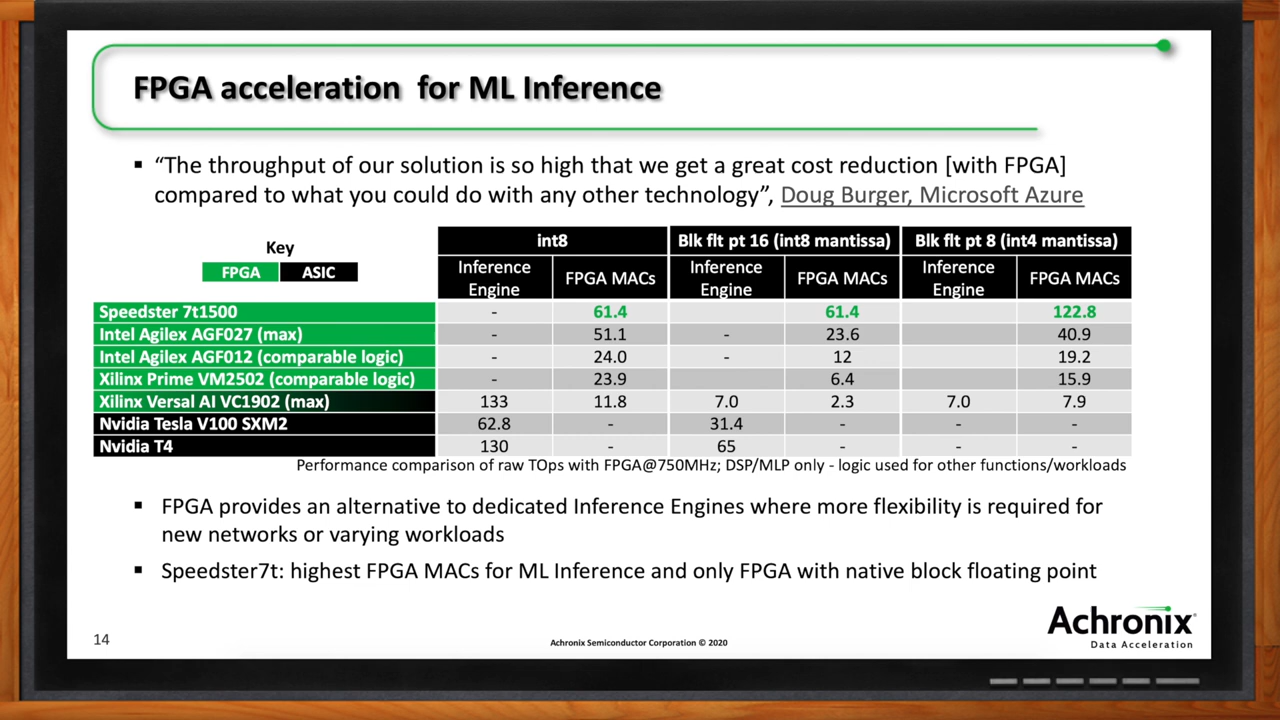 FPGA acceleration for ML Inference
▪ “The throughput of our solution is so high that we get a great cost reduction [with FPGA]
compared to what you could do with any other technology”, Doug Burger, Microsoft Azure
Key
FPGA ASIC
int8 Blk flt pt 16 (int8 mantissa) Blk flt pt 8 (int4 mantissa)
Inference Engine FPGA MACs Inference Engine FPGA MACs Inference Engine FPGA MACs
Speedster 7t1500 - 61.4 61.4 122.8
Intel Agilex AGF027 (max) - 51.1 - 23.6 40.9
Intel Agilex AGF012 (comparable logic) - 24.0 - 12 19.2
Xilinx Prime VM2502 (comparable logic) - 23.9 6.4 15.9
Xilinx Versal AI VC1902 (max) 133 11.8 7.0 2.3 7.0 7.9
Nvidia Tesla V100 SXM2 62.8 - 31.4 - - -
Nvidia T4 130 - 65 - - -
Performance comparison of raw TOps with FPGA@750MHz; DSP/MLP only - logic used for other functions/workloads
▪ FPGA provides an alternative to dedicated Inference Engines where more flexibility is required for
new networks or varying workloads
▪ Speedster7t: highest FPGA MACs for ML Inference and only FPGA with native block floating point
14
Achronix Semiconductor Corporation © 2020
Achronix®
Data Acceleration